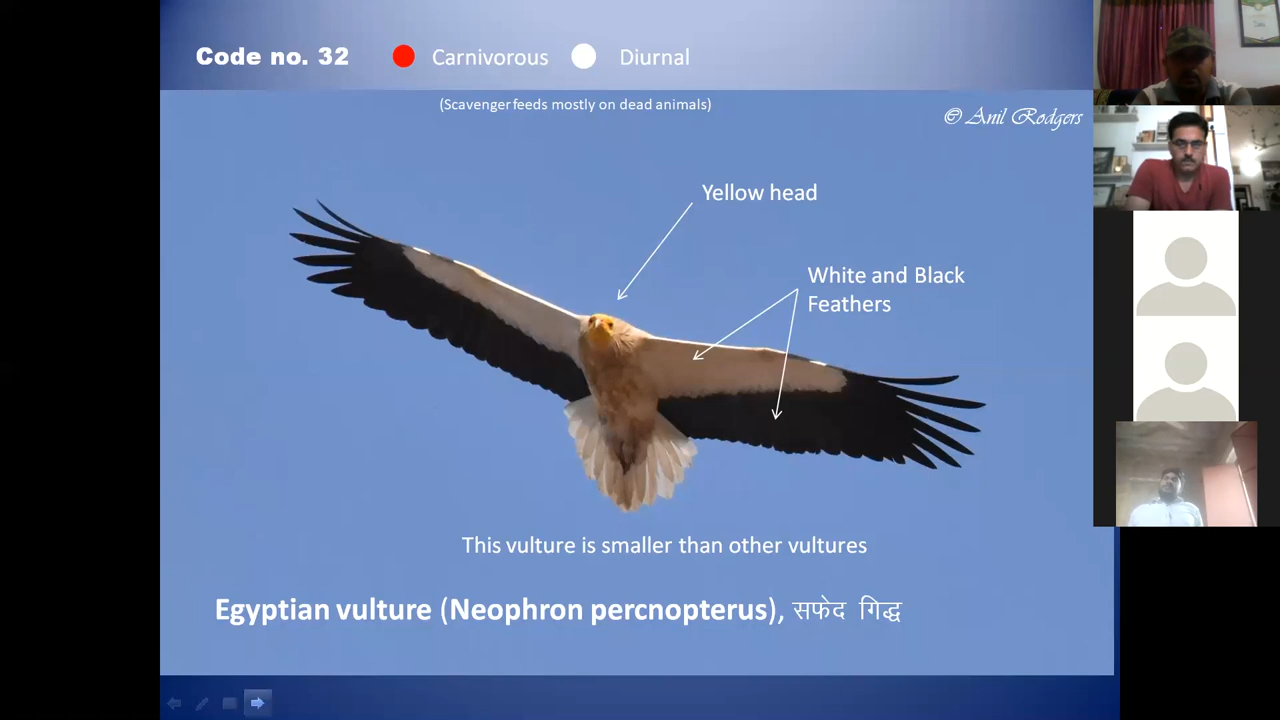 Code no. 32 Carnivorous Diurnal
(Scavenger feeds mostly on dead animals)
© Anil Rodgers
Yellow head
White and Black
Feathers
This vulture is smaller than other vultures
Egyptian vulture (Neophron percnopterus), सफेद गिद्ध